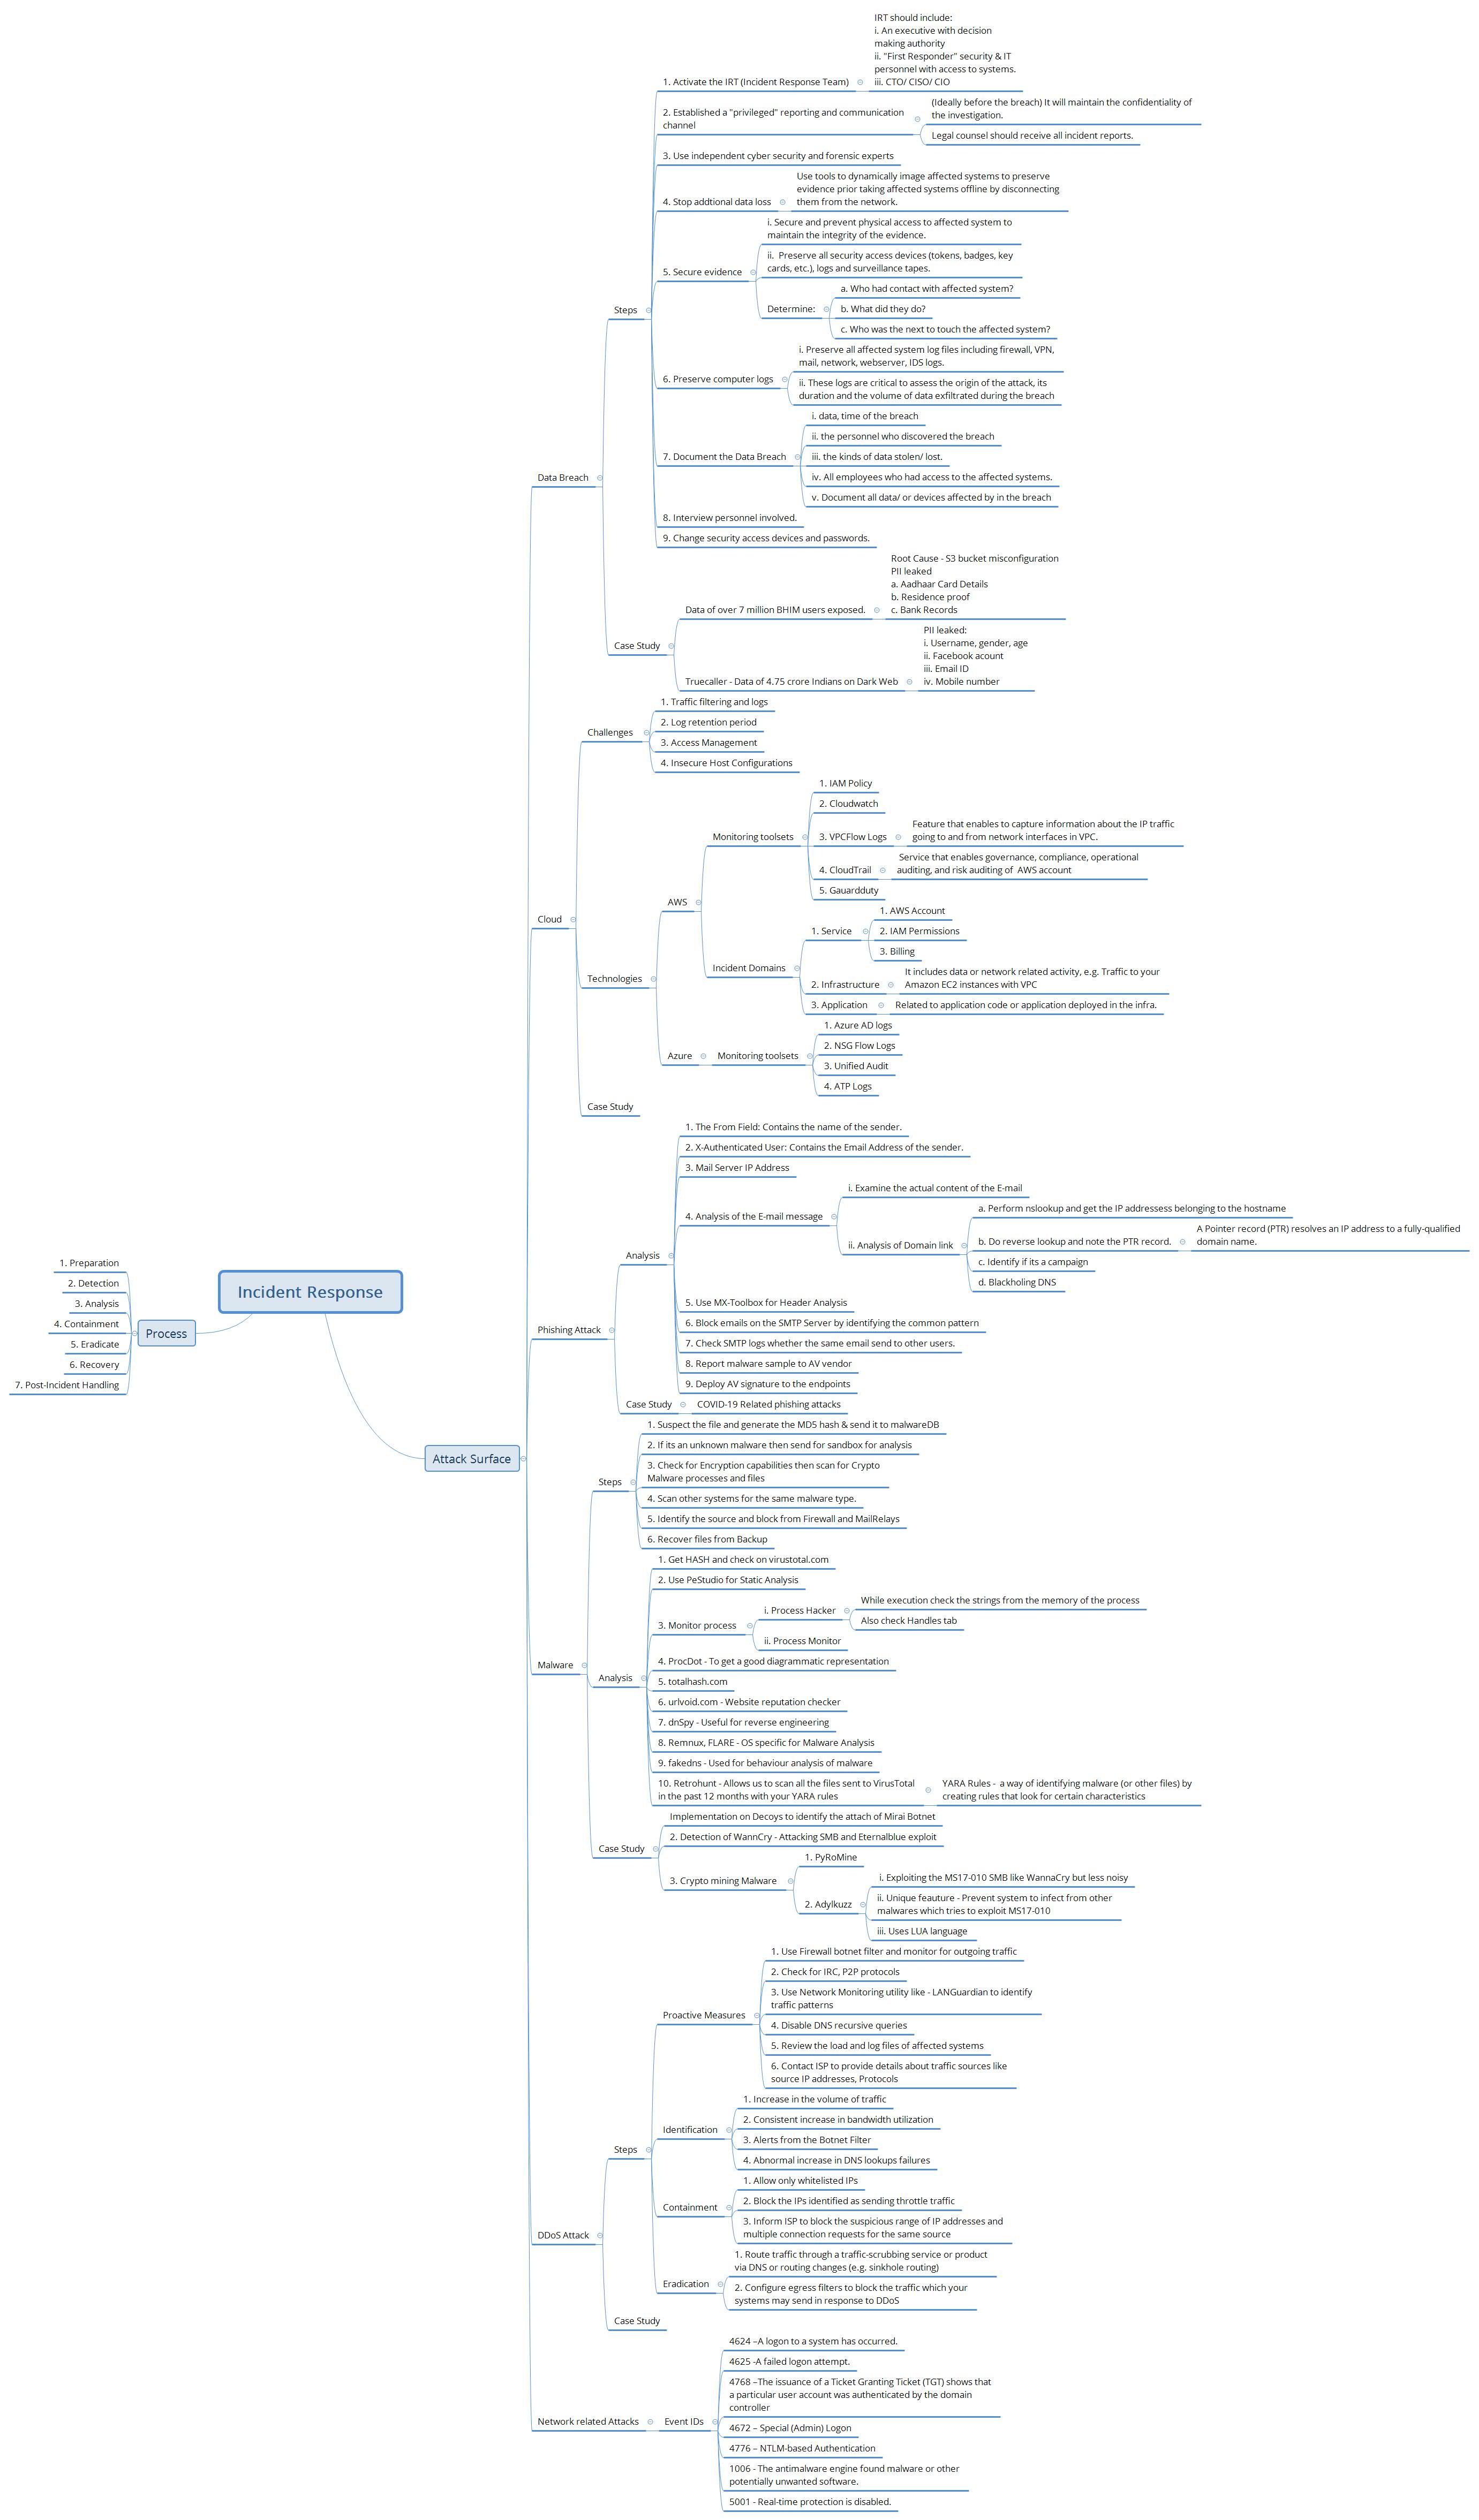 Incident Response
Process
1. Preparation
2. Detection
3. Analysis
4. Containment
5. Eradicate
6. Recovery
7. Post-Incident Handling
Attack Surface
Data Breach
Steps
1. Activate the IRT (Incident Response Team)
IRT should include:
i. An executive with decision
making authority
ii. "First Responder" security & IT
personnel with access to systems.
iii. CTO/ CISO/ CIO
2. Established a "privileged" reporting and communication
channel
(Ideally before the breach) It will maintain the confidentiality of
the investigation.
Legal counsel should receive all incident reports.
3. Use independent cyber security and forensic experts
4. Stop addtional data loss
Use tools to dynamically image affected systems to preserve
evidence prior taking affected systems offline by disconnecting
them from the network.
5. Secure evidence
i. Secure and prevent physical access to affected system to
maintain the integrity of the evidence.
ii.  Preserve all security access devices (tokens, badges, key
cards, etc.), logs and surveillance tapes.
Determine:
a. Who had contact with affected system?
b. What did they do?
c. Who was the next to touch the affected system?
6. Preserve computer logs
i. Preserve all affected system log files including firewall, VPN,
mail, network, webserver, IDS logs.
ii. These logs are critical to assess the origin of the attack, its
duration and the volume of data exfiltrated during the breach
7. Document the Data Breach
i. data, time of the breach
ii. the personnel who discovered the breach
iii. the kinds of data stolen/ lost.
iv. All employees who had access to the affected systems.
v. Document all data/ or devices affected by in the breach
8. Interview personnel involved.
9. Change security access devices and passwords.
Case Study
Data of over 7 million BHIM users exposed.
Root Cause - S3 bucket misconfiguration
PII leaked
a. Aadhaar Card Details
b. Residence proof
c. Bank Records
Truecaller - Data of 4.75 crore Indians on Dark Web
PII leaked:
i. Username, gender, age
ii. Facebook acount
iii. Email ID
iv. Mobile number
Cloud
Challenges
1. Traffic filtering and logs
2. Log retention period
3. Access Management
4. Insecure Host Configurations
Technologies
AWS
Monitoring toolsets
1. IAM Policy
2. Cloudwatch
3. VPCFlow Logs
Feature that enables to capture information about the IP traffic
going to and from network interfaces in VPC.
4. CloudTrail
Service that enables governance, compliance, operational
auditing, and risk auditing of  AWS account
5. Gauardduty
Incident Domains
1. Service
1. AWS Account
2. IAM Permissions
3. Billing
2. Infrastructure
It includes data or network related activity, e.g. Traffic to your
Amazon EC2 instances with VPC
3. Application
Related to application code or application deployed in the infra.
Azure
Monitoring toolsets
1. Azure AD logs
2. NSG Flow Logs
3. Unified Audit
4. ATP Logs
Case Study
Phishing Attack
Analysis
1. The From Field: Contains the name of the sender.
2. X-Authenticated User: Contains the Email Address of the sender.
3. Mail Server IP Address
4. Analysis of the E-mail message
i. Examine the actual content of the E-mail
ii. Analysis of Domain link
a. Perform nslookup and get the IP addressess belonging to the hostname
b. Do reverse lookup and note the PTR record.
A Pointer record (PTR) resolves an IP address to a fully-qualified
domain name.
c. Identify if its a campaign
d. Blackholing DNS
5. Use MX-Toolbox for Header Analysis
6. Block emails on the SMTP Server by identifying the common pattern
7. Check SMTP logs whether the same email send to other users.
8. Report malware sample to AV vendor
9. Deploy AV signature to the endpoints
Case Study
COVID-19 Related phishing attacks
Malware
Steps
1. Suspect the file and generate the MD5 hash & send it to malwareDB
2. If its an unknown malware then send for sandbox for analysis
3. Check for Encryption capabilities then scan for Crypto
Malware processes and files
4. Scan other systems for the same malware type.
5. Identify the source and block from Firewall and MailRelays
6. Recover files from Backup
Analysis
1. Get HASH and check on virustotal.com
2. Use PeStudio for Static Analysis
3. Monitor process
i. Process Hacker
While execution check the strings from the memory of the process
Also check Handles tab
ii. Process Monitor
4. ProcDot - To get a good diagrammatic representation
5. totalhash.com
6. urlvoid.com - Website reputation checker
7. dnSpy - Useful for reverse engineering
8. Remnux, FLARE - OS specific for Malware Analysis
9. fakedns - Used for behaviour analysis of malware
10. Retrohunt - Allows us to scan all the files sent to VirusTotal
in the past 12 months with your YARA rules
YARA Rules -  a way of identifying malware (or other files) by
creating rules that look for certain characteristics
Case Study
Implementation on Decoys to identify the attach of Mirai Botnet
2. Detection of WannCry - Attacking SMB and Eternalblue exploit
3. Crypto mining Malware
1. PyRoMine
2. Adylkuzz
i. Exploiting the MS17-010 SMB like WannaCry but less noisy
ii. Unique feauture - Prevent system to infect from other
malwares which tries to exploit MS17-010
iii. Uses LUA language
DDoS Attack
Steps
Proactive Measures
1. Use Firewall botnet filter and monitor for outgoing traffic
2. Check for IRC, P2P protocols
3. Use Network Monitoring utility like - LANGuardian to identify
traffic patterns
4. Disable DNS recursive queries
5. Review the load and log files of affected systems
6. Contact ISP to provide details about traffic sources like
source IP addresses, Protocols
Identification
1. Increase in the volume of traffic
2. Consistent increase in bandwidth utilization
3. Alerts from the Botnet Filter
4. Abnormal increase in DNS lookups failures
Containment
1. Allow only whitelisted IPs
2. Block the IPs identified as sending throttle traffic
3. Inform ISP to block the suspicious range of IP addresses and
multiple connection requests for the same source
Eradication
1. Route traffic through a traffic-scrubbing service or product
via DNS or routing changes (e.g. sinkhole routing)
2. Configure egress filters to block the traffic which your
systems may send in response to DDoS
Case Study
Network related Attacks
Event IDs
4624 –A logon to a system has occurred.
4625 -A failed logon attempt.
4768 –The issuance of a Ticket Granting Ticket (TGT) shows that
a particular user account was authenticated by the domain
controller
4672 – Special (Admin) Logon
4776 – NTLM-based Authentication
1006 - The antimalware engine found malware or other
potentially unwanted software.
5001 - Real-time protection is disabled.